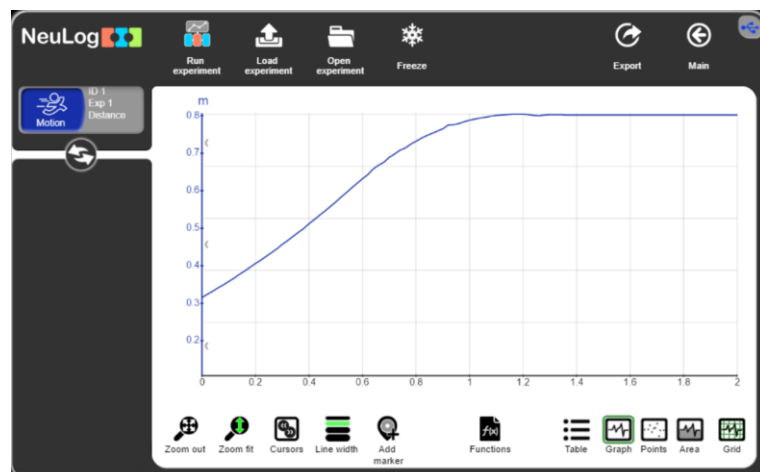 NeuLog
Run
experiment
Load
experiment
Open
experiment
Freeze
Export
Main
Motion
ID 1
Exp 1
Distance
m
0.8
0.7
0.6
0.5
0.4
0.3
0.2
0 0.2 0.4 0.6 0.8 1 1.2 1.4 1.6 1.8 2
Zoom out
Zoom fit
Cursors
Line width
Add
marker
f(x)
Functions
Table
Graph
Points
Area
Grid